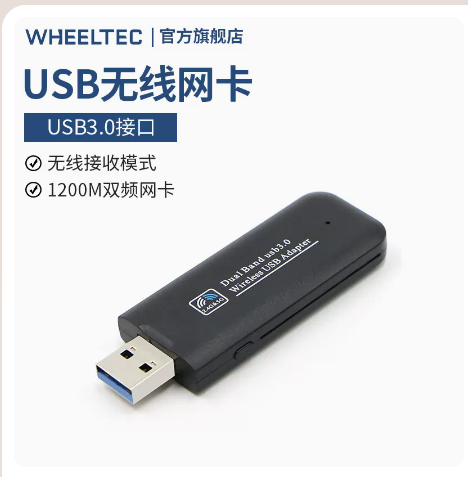 WHEELTEC | 官方旗舰店
USB无线网卡
USB3.0接口
无线接收模式
1200M双频网卡
Dual Band usb3.0
Wireless USB Adapter
2.4G&5G